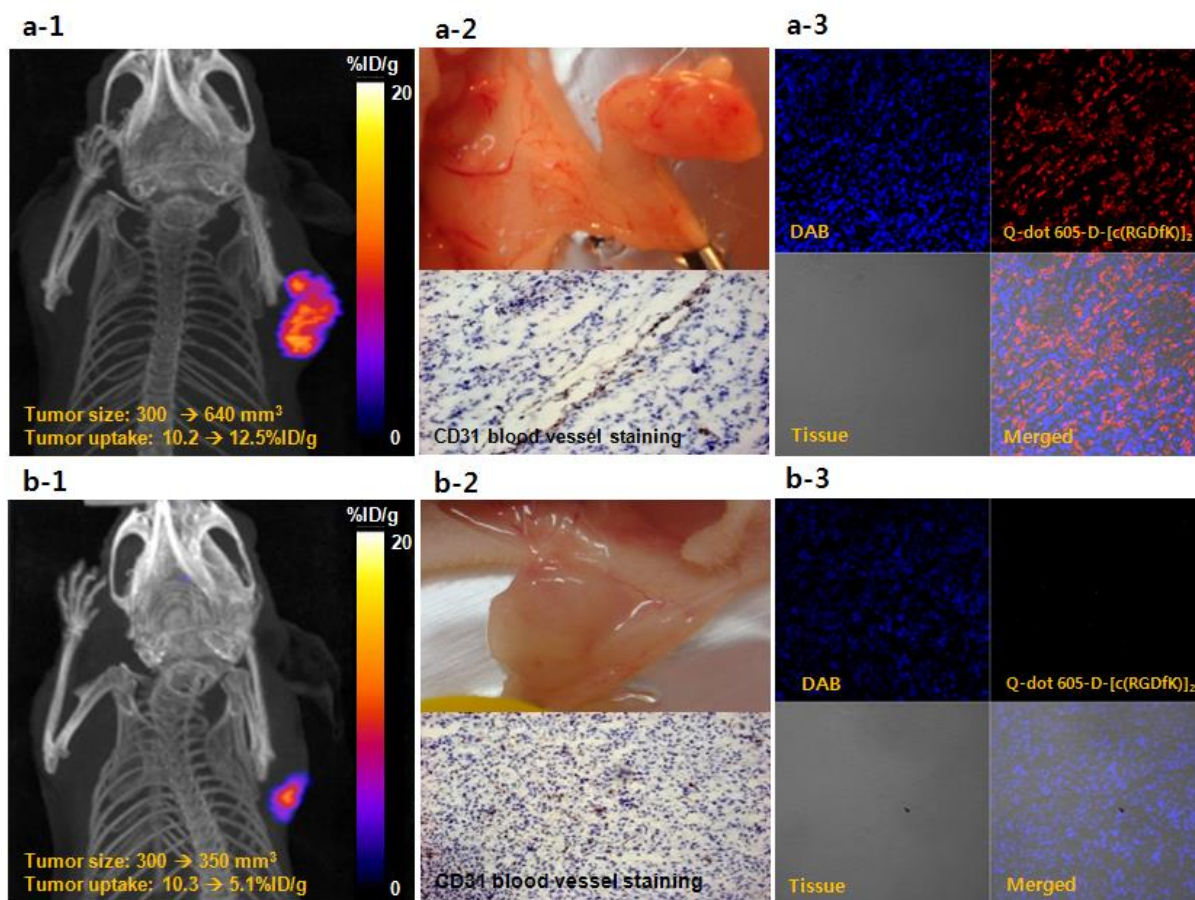 a-1
a-2
a-3
%ID/g
20
0
Tumor size: 300 → 640 mm³
Tumor uptake: 10.2 → 12.5%ID/g
CD31 blood vessel staining
DAB
Q-dot 605-D-[c(RGDfK)]₂
Tissue
Merged
b-1
b-2
b-3
%ID/g
20
0
Tumor size: 300 → 350 mm³
Tumor uptake: 10.3 → 5.1%ID/g
CD31 blood vessel staining
DAB
Q-dot 605-D-[c(RGDfK)]₂
Tissue
Merged